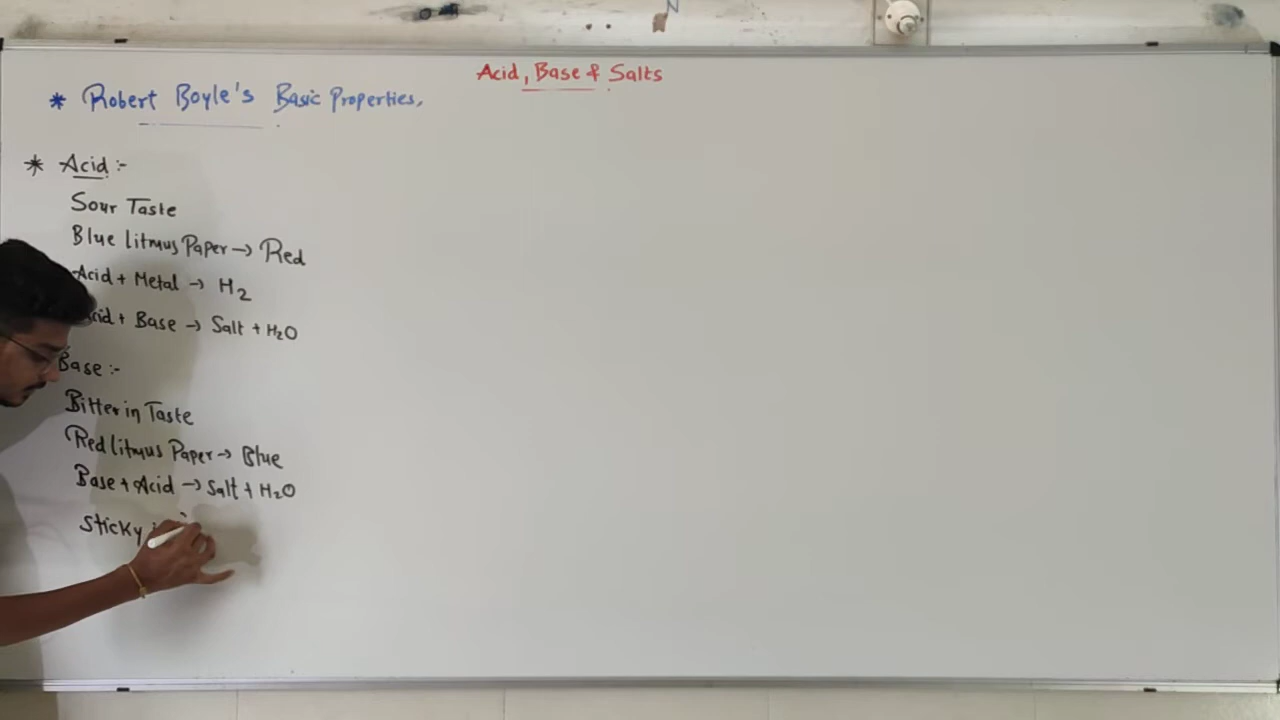 Acid, Base & Salts
* Robert Boyle's Basic Properties,
* Acid :-
Sour Taste
Blue litmus Paper → Red
Acid + Metal → H₂
Acid + Base → Salt + H₂O
Base :-
Bitter in Taste
Red litmus Paper → Blue
Base + Acid → Salt + H₂O
Sticky